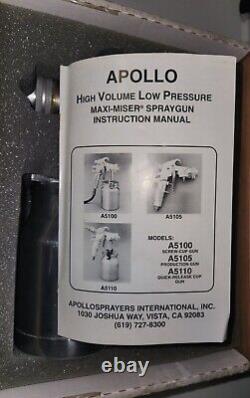 APOLLO
HIGH VOLUME LOW PRESSURE
MAXI-MISER® SPRAYGUN
INSTRUCTION MANUAL
A5100
A5105
A5110
MODELS:
A5100
SCREW-CUP GUN
A5105
PRODUCTION GUN
A5110
QUICK-RELEASE CUP
GUN
APOLLOSPRAYERS INTERNATIONAL, INC.
1030 JOSHUA WAY, VISTA, CA 92083
(619) 727-8300